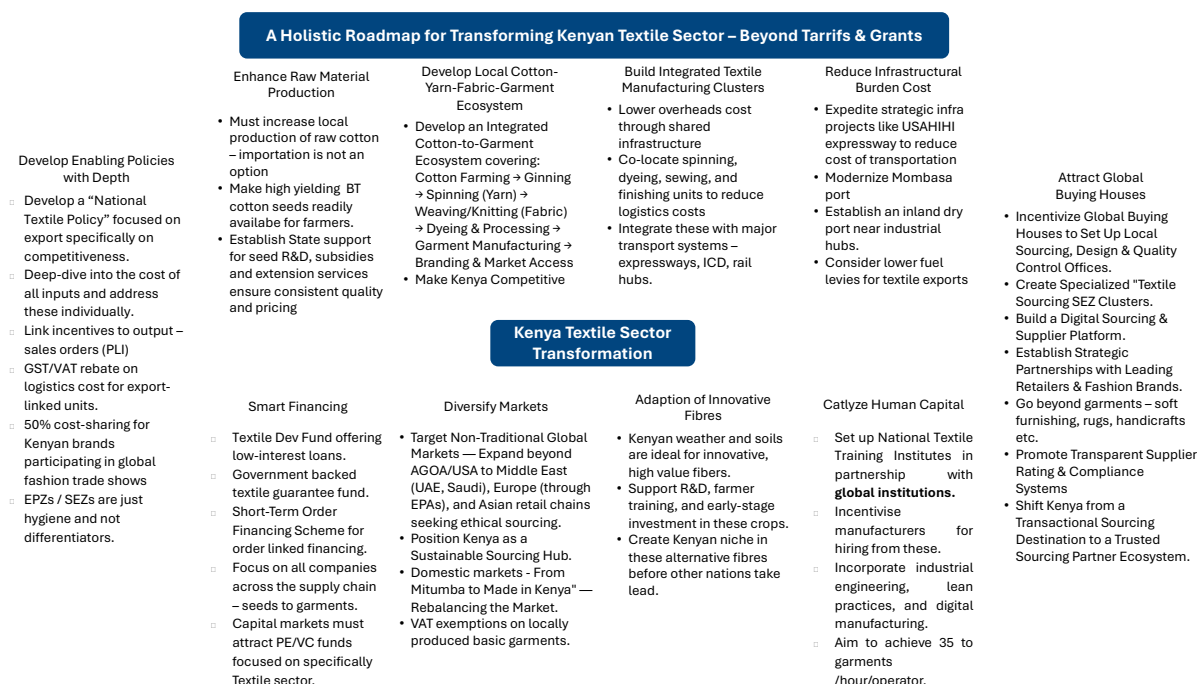 A Holistic Roadmap for Transforming Kenyan Textile Sector – Beyond Tarrifs & Grants
Develop Enabling Policies
with Depth
Develop a “National
Textile Policy” focused on
export specifically on
competitiveness.
Deep-dive into the cost of
all inputs and address
these individually.
Link incentives to output –
sales orders (PLI)
GST/VAT rebate on
logistics cost for export-
linked units.
50% cost-sharing for
Kenyan brands
participating in global
fashion trade shows
EPZs / SEZs are just
hygiene and not
differentiators.
Enhance Raw Material
Production
• Must increase local
production of raw cotton
– importation is not an
option
• Make high yielding BT
cotton seeds readily
availabe for farmers.
• Establish State support
for seed R&D, subsidies
and extension services
ensure consistent quality
and pricing
Develop Local Cotton-
Yarn-Fabric-Garment
Ecosystem
• Develop an Integrated
Cotton-to-Garment
Ecosystem covering:
Cotton Farming → Ginning
→ Spinning (Yarn) →
Weaving/Knitting (Fabric)
→ Dyeing & Processing →
Garment Manufacturing →
Branding & Market Access
• Make Kenya Competitive
Build Integrated Textile
Manufacturing Clusters
• Lower overheads cost
through shared
infrastructure
• Co-locate spinning,
dyeing, sewing, and
finishing units to reduce
logistics costs
• Integrate these with major
transport systems –
expressways, ICD, rail
hubs.
Reduce Infrastructural
Burden Cost
• Expedite strategic infra
projects like USAHIHI
expressway to reduce
cost of transportation
• Modernize Mombasa
port
• Establish an inland dry
port near industrial
hubs.
• Consider lower fuel
levies for textile exports
Attract Global
Buying Houses
• Incentivize Global Buying
Houses to Set Up Local
Sourcing, Design & Quality
Control Offices.
• Create Specialized "Textile
Sourcing SEZ Clusters.
• Build a Digital Sourcing &
Supplier Platform.
• Establish Strategic
Partnerships with Leading
Retailers & Fashion Brands.
• Go beyond garments – soft
furnishing, rugs, handicrafts
etc.
• Promote Transparent Supplier
Rating & Compliance
Systems
• Shift Kenya from a
Transactional Sourcing
Destination to a Trusted
Sourcing Partner Ecosystem.
Kenya Textile Sector
Transformation
Smart Financing
Textile Dev Fund offering
low-interest loans.
Government backed
textile guarantee fund.
Short-Term Order
Financing Scheme for
order linked financing.
Focus on all companies
across the supply chain
– seeds to garments.
Capital markets must
attract PE/VC funds
focused on specifically
Textile sector.
Diversify Markets
• Target Non-Traditional Global
Markets — Expand beyond
AGOA/USA to Middle East
(UAE, Saudi), Europe (through
EPAs), and Asian retail chains
seeking ethical sourcing.
• Position Kenya as a
Sustainable Sourcing Hub.
• Domestic markets - From
Mitumba to Made in Kenya" —
Rebalancing the Market.
• VAT exemptions on locally
produced basic garments.
Adaption of Innovative
Fibres
• Kenyan weather and soils
are ideal for innovative,
high value fibers.
• Support R&D, farmer
training, and early-stage
investment in these crops.
• Create Kenyan niche in
these alternative fibres
before other nations take
lead.
Catlyze Human Capital
Set up National Textile
Training Institutes in
partnership with
global institutions.
Incentivise
manufacturers for
hiring from these.
Incorporate industrial
engineering, lean
practices, and digital
manufacturing.
Aim to achieve 35 to
garments
/hour/operator.